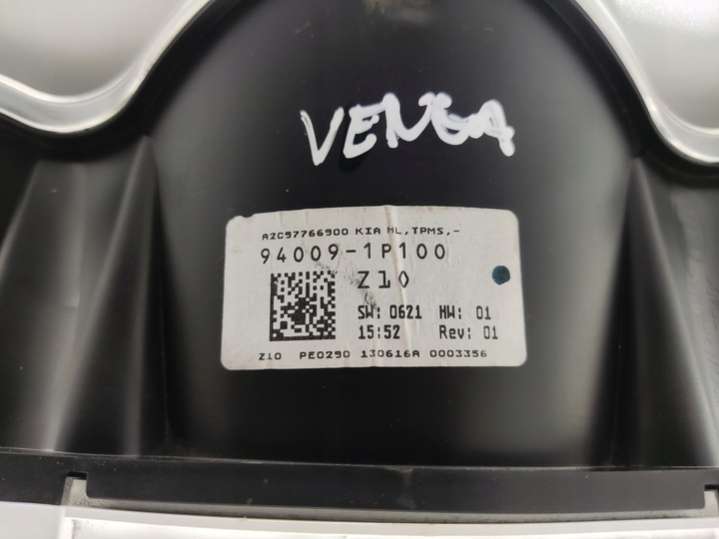 VENGA
A2C97766900 KIA ML,TPMS,-
94009-1P100
Z10
SW: 0621 HW: 01
15:52 Rev: 01
Z10 PE0290 130616A 0003356